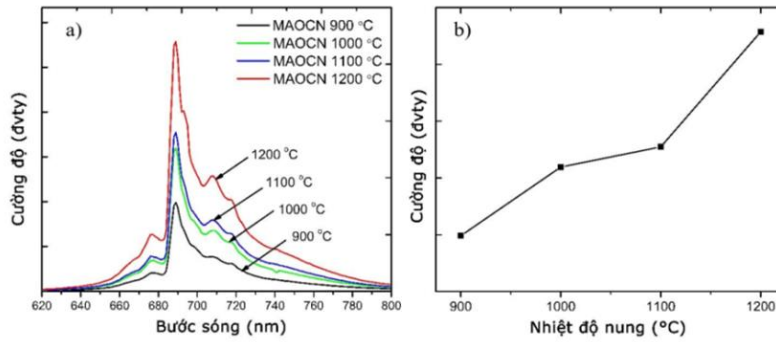 a)
MAOCN 900 °C
MAOCN 1000 °C
MAOCN 1100 °C
MAOCN 1200 °C
Cường độ (đvty)
1200 °C
1100 °C
1000 °C
900 °C
620 640 660 680 700 720 740 760 780 800
Bước sóng (nm)
b)
Cường độ (đvty)
900 1000 1100 1200
Nhiệt độ nung (°C)